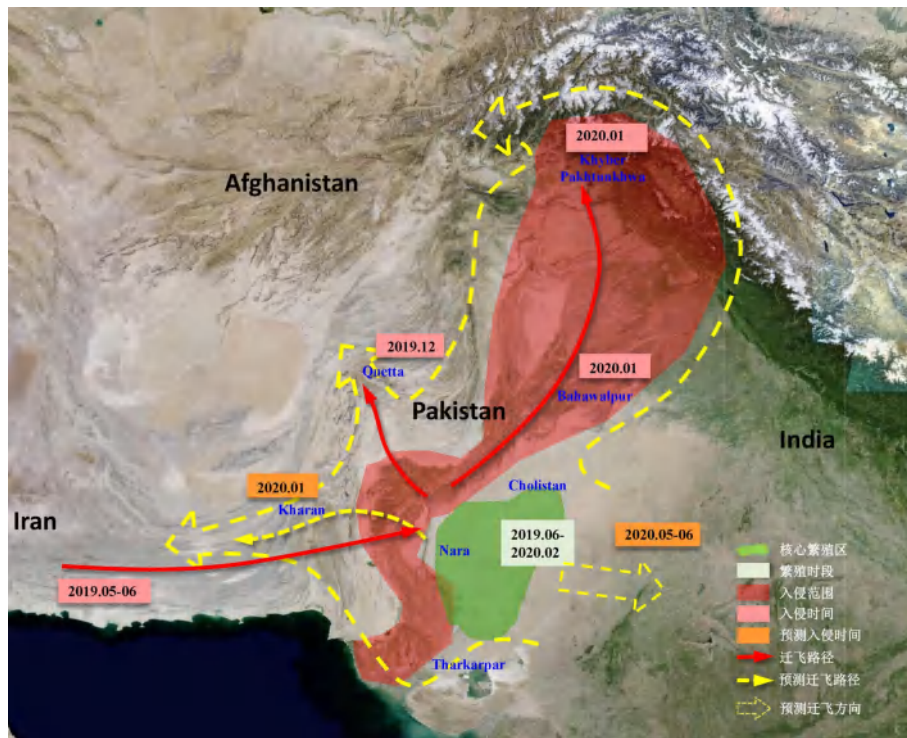 2020.01
Khyber
Pakhtunkhwa
Afghanistan
2019.12
Quetta
2020.01
Bahawalpur
Pakistan
India
Cholistan
2020.01
Kharan
Iran
2019.06-
2020.02
2020.05-06
Nara
2019.05-06
Tharkarpar
核心繁殖区
繁殖时段
入侵范围
入侵时间
预测入侵时间
迁飞路径
预测迁飞路径
预测迁飞方向